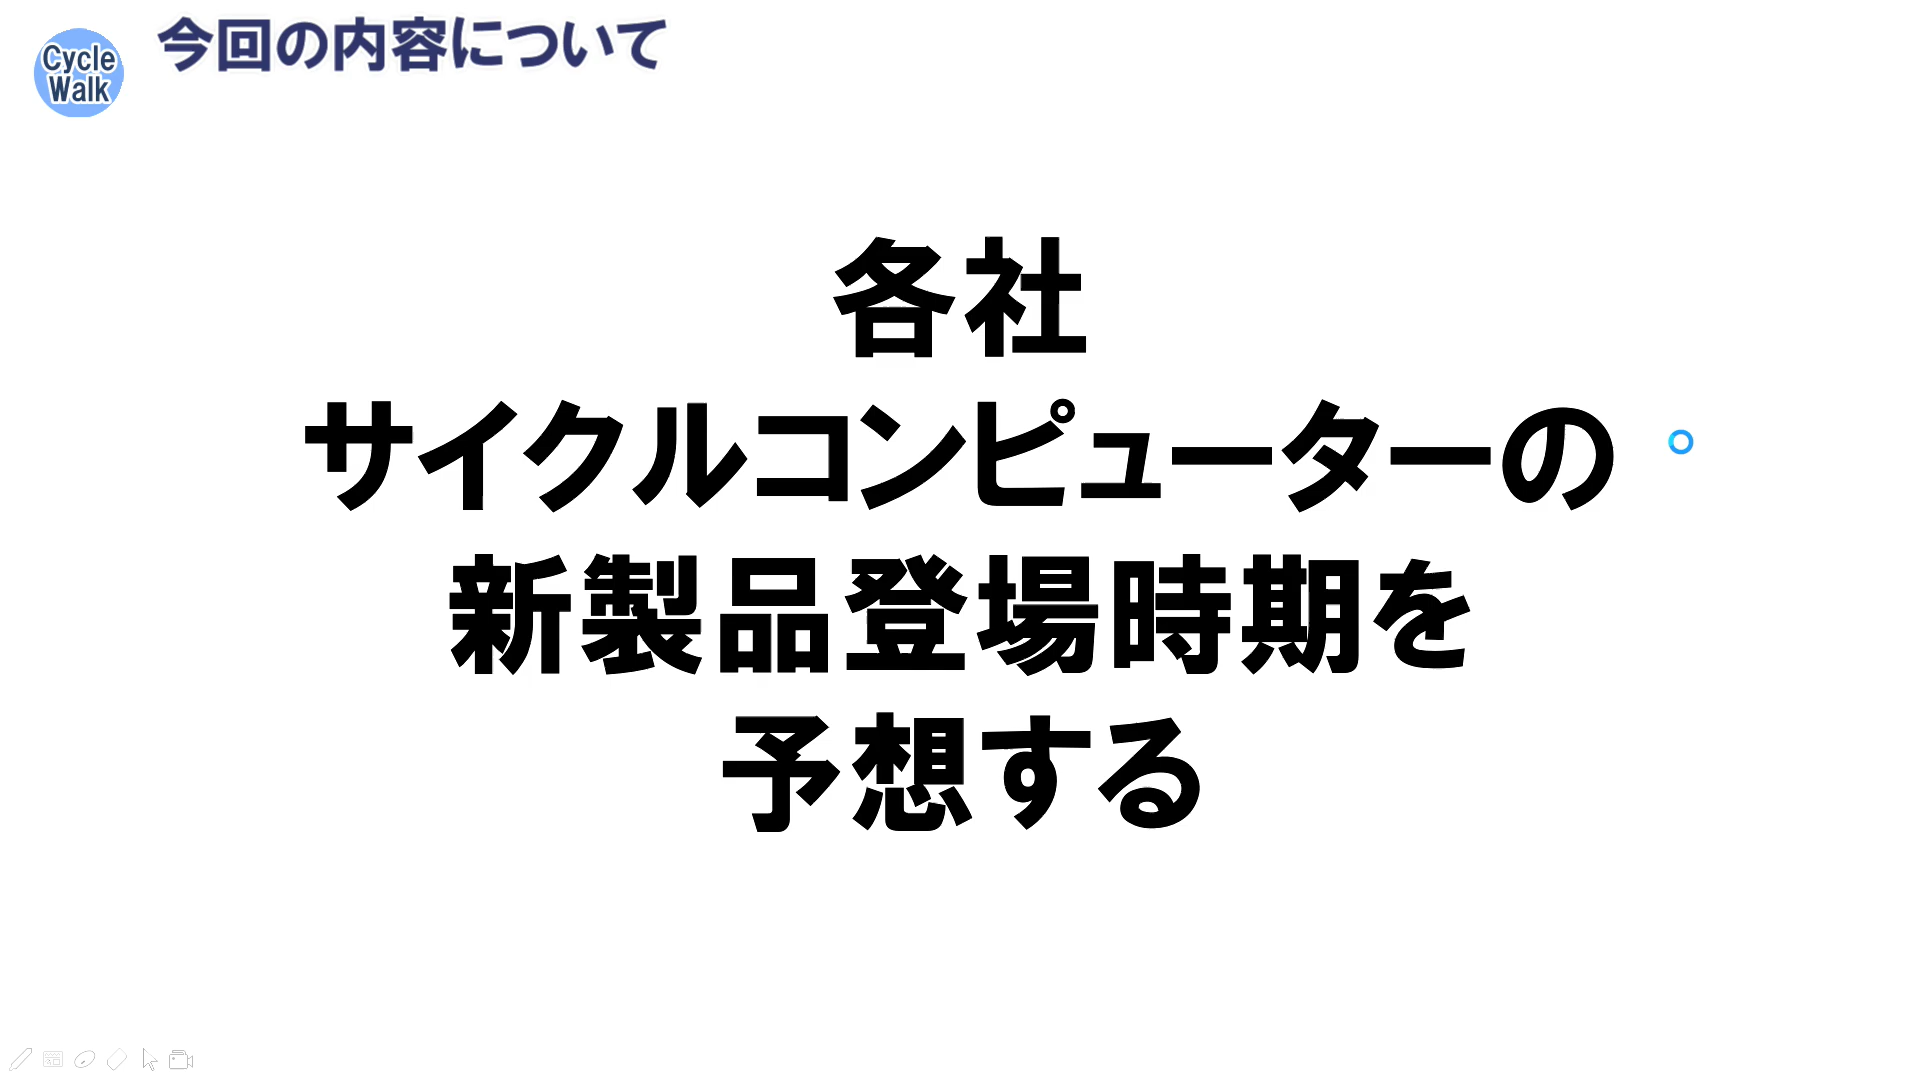 今回の内容について
Cycle
Walk
各社
サイクルコンピューターの
新製品登場時期を
予想する